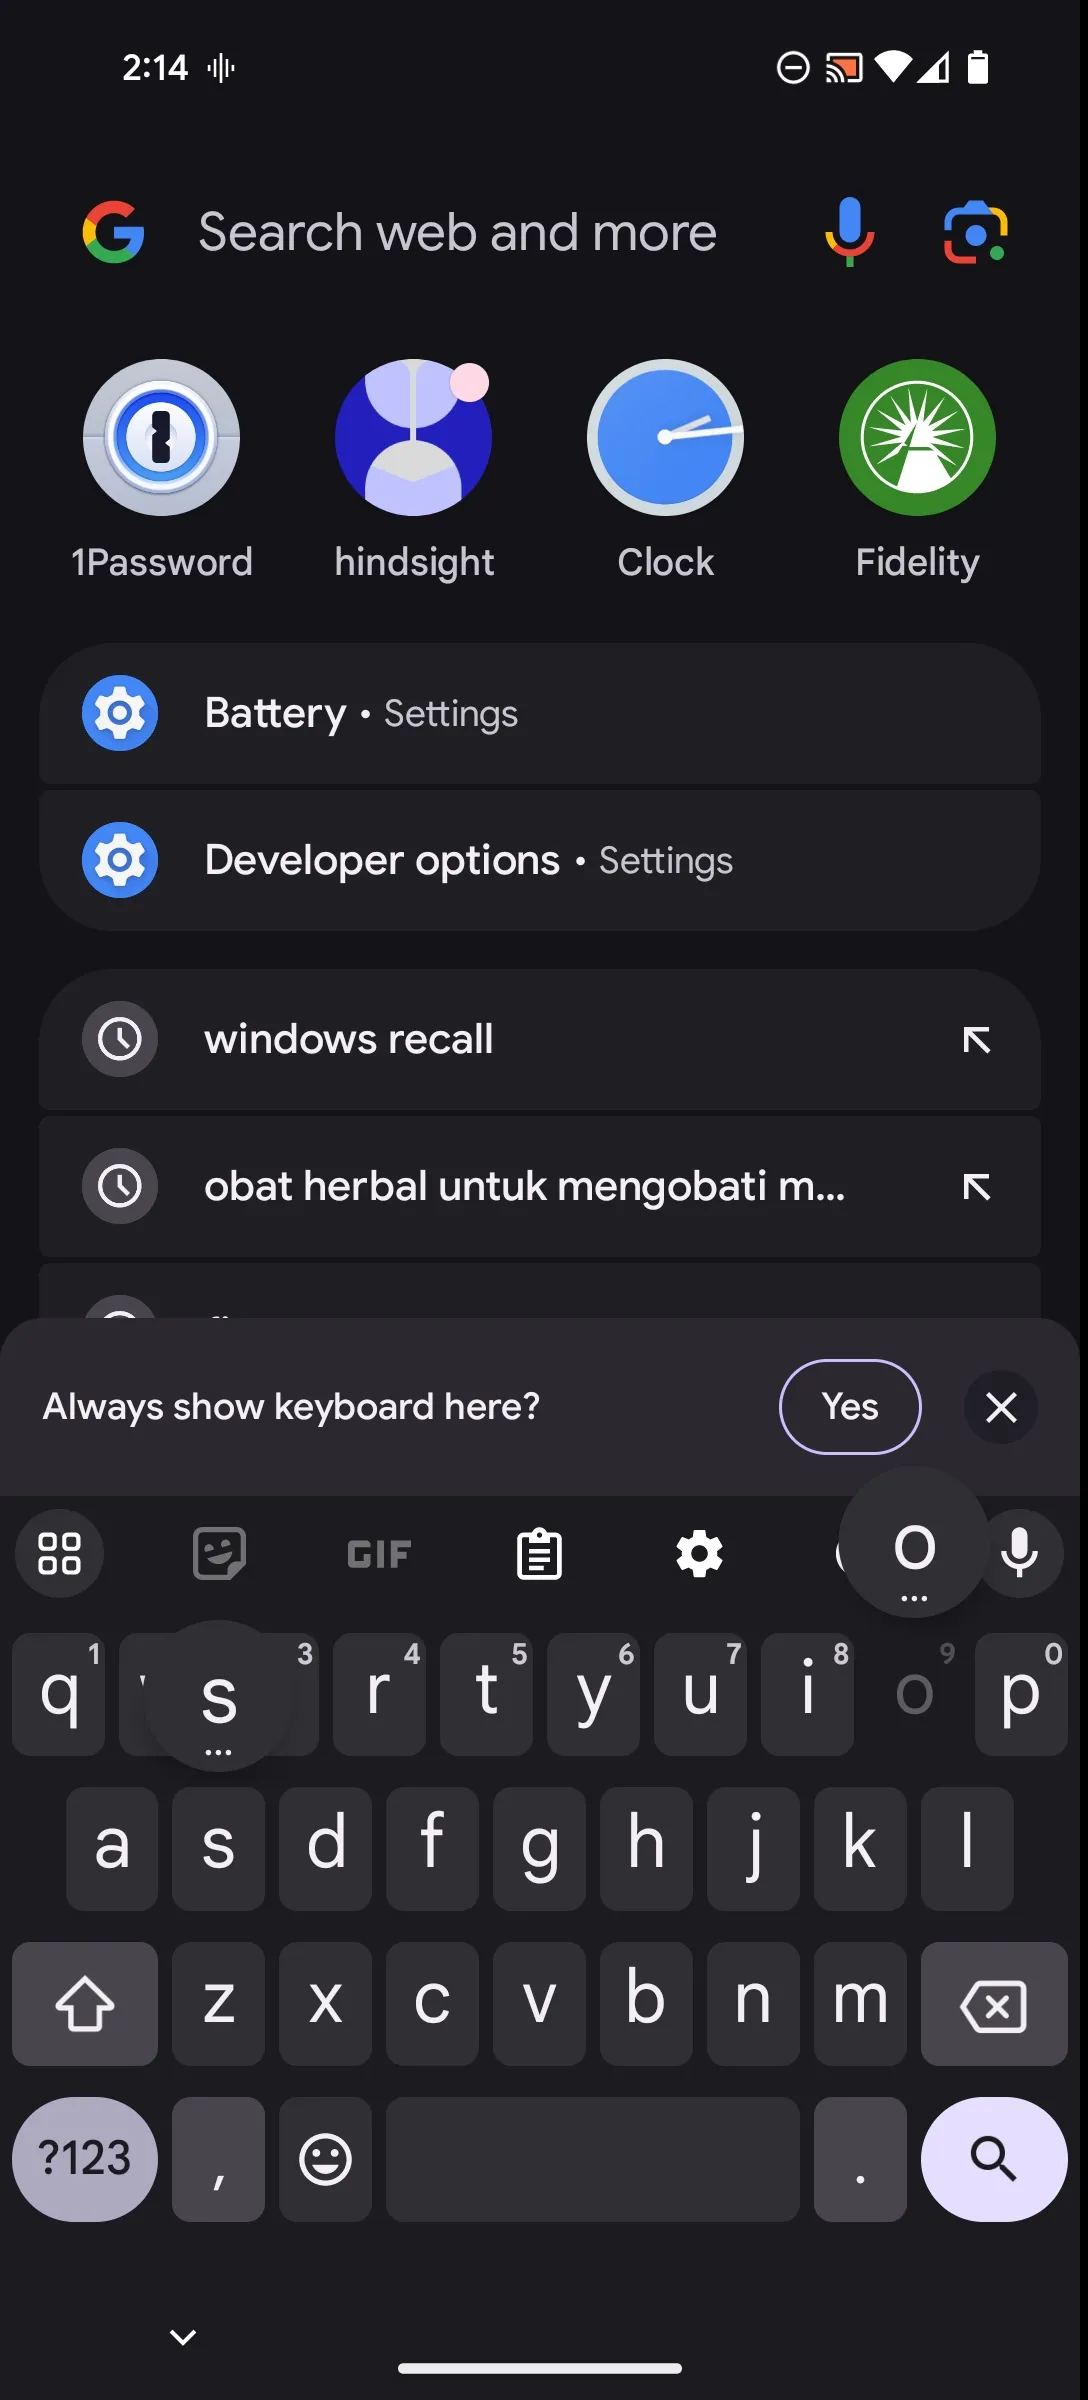 2:14
Search web and more
1Password hindsight Clock Fidelity
Battery • Settings
Developer options • Settings
windows recall
obat herbal untuk mengobati m...
Always show keyboard here? Yes
GIF o
q 1 s 3 r 4 t 5 y 6 u 7 i 8 o 9 p 0
a s d f g h j k l
z x c v b n m
?123 , .